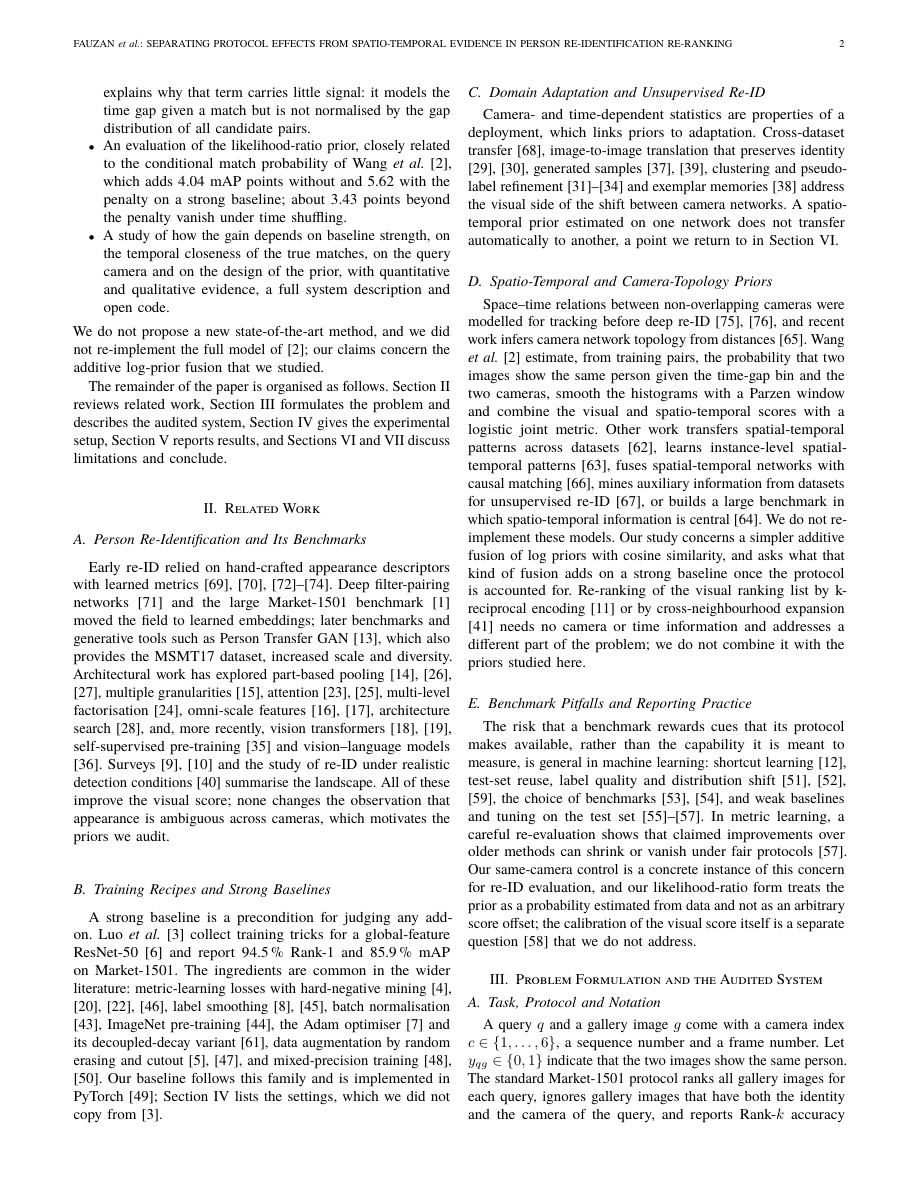 FAUZAN et al.: SEPARATING PROTOCOL EFFECTS FROM SPATIO-TEMPORAL EVIDENCE IN PERSON RE-IDENTIFICATION RE-RANKING 2
explains why that term carries little signal: it models the
time gap given a match but is not normalised by the gap
distribution of all candidate pairs.
• An evaluation of the likelihood-ratio prior, closely related
to the conditional match probability of Wang et al. [2],
which adds 4.04 mAP points without and 5.62 with the
penalty on a strong baseline; about 3.43 points beyond
the penalty vanish under time shuffling.
• A study of how the gain depends on baseline strength, on
the temporal closeness of the true matches, on the query
camera and on the design of the prior, with quantitative
and qualitative evidence, a full system description and
open code.
We do not propose a new state-of-the-art method, and we did
not re-implement the full model of [2]; our claims concern the
additive log-prior fusion that we studied.
The remainder of the paper is organised as follows. Section II
reviews related work, Section III formulates the problem and
describes the audited system, Section IV gives the experimental
setup, Section V reports results, and Sections VI and VII discuss
limitations and conclude.
II. RELATED WORK
A. Person Re-Identification and Its Benchmarks
Early re-ID relied on hand-crafted appearance descriptors
with learned metrics [69], [70], [72]–[74]. Deep filter-pairing
networks [71] and the large Market-1501 benchmark [1]
moved the field to learned embeddings; later benchmarks and
generative tools such as Person Transfer GAN [13], which also
provides the MSMT17 dataset, increased scale and diversity.
Architectural work has explored part-based pooling [14], [26],
[27], multiple granularities [15], attention [23], [25], multi-level
factorisation [24], omni-scale features [16], [17], architecture
search [28], and, more recently, vision transformers [18], [19],
self-supervised pre-training [35] and vision–language models
[36]. Surveys [9], [10] and the study of re-ID under realistic
detection conditions [40] summarise the landscape. All of these
improve the visual score; none changes the observation that
appearance is ambiguous across cameras, which motivates the
priors we audit.
B. Training Recipes and Strong Baselines
A strong baseline is a precondition for judging any add-
on. Luo et al. [3] collect training tricks for a global-feature
ResNet-50 [6] and report 94.5 % Rank-1 and 85.9 % mAP
on Market-1501. The ingredients are common in the wider
literature: metric-learning losses with hard-negative mining [4],
[20], [22], [46], label smoothing [8], [45], batch normalisation
[43], ImageNet pre-training [44], the Adam optimiser [7] and
its decoupled-decay variant [61], data augmentation by random
erasing and cutout [5], [47], and mixed-precision training [48],
[50]. Our baseline follows this family and is implemented in
PyTorch [49]; Section IV lists the settings, which we did not
copy from [3].
C. Domain Adaptation and Unsupervised Re-ID
Camera- and time-dependent statistics are properties of a
deployment, which links priors to adaptation. Cross-dataset
transfer [68], image-to-image translation that preserves identity
[29], [30], generated samples [37], [39], clustering and pseudo-
label refinement [31]–[34] and exemplar memories [38] address
the visual side of the shift between camera networks. A spatio-
temporal prior estimated on one network does not transfer
automatically to another, a point we return to in Section VI.
D. Spatio-Temporal and Camera-Topology Priors
Space–time relations between non-overlapping cameras were
modelled for tracking before deep re-ID [75], [76], and recent
work infers camera network topology from distances [65]. Wang
et al. [2] estimate, from training pairs, the probability that two
images show the same person given the time-gap bin and the
two cameras, smooth the histograms with a Parzen window
and combine the visual and spatio-temporal scores with a
logistic joint metric. Other work transfers spatial-temporal
patterns across datasets [62], learns instance-level spatial-
temporal patterns [63], fuses spatial-temporal networks with
causal matching [66], mines auxiliary information from datasets
for unsupervised re-ID [67], or builds a large benchmark in
which spatio-temporal information is central [64]. We do not re-
implement these models. Our study concerns a simpler additive
fusion of log priors with cosine similarity, and asks what that
kind of fusion adds on a strong baseline once the protocol
is accounted for. Re-ranking of the visual ranking list by k-
reciprocal encoding [11] or by cross-neighbourhood expansion
[41] needs no camera or time information and addresses a
different part of the problem; we do not combine it with the
priors studied here.
E. Benchmark Pitfalls and Reporting Practice
The risk that a benchmark rewards cues that its protocol
makes available, rather than the capability it is meant to
measure, is general in machine learning: shortcut learning [12],
test-set reuse, label quality and distribution shift [51], [52],
[59], the choice of benchmarks [53], [54], and weak baselines
and tuning on the test set [55]–[57]. In metric learning, a
careful re-evaluation shows that claimed improvements over
older methods can shrink or vanish under fair protocols [57].
Our same-camera control is a concrete instance of this concern
for re-ID evaluation, and our likelihood-ratio form treats the
prior as a probability estimated from data and not as an arbitrary
score offset; the calibration of the visual score itself is a separate
question [58] that we do not address.
III. PROBLEM FORMULATION AND THE AUDITED SYSTEM
A. Task, Protocol and Notation
A query q and a gallery image g come with a camera index
c ∈ {1, . . . , 6}, a sequence number and a frame number. Let
y_{qg} ∈ {0, 1} indicate that the two images show the same person.
The standard Market-1501 protocol ranks all gallery images for
each query, ignores gallery images that have both the identity
and the camera of the query, and reports Rank-k accuracy